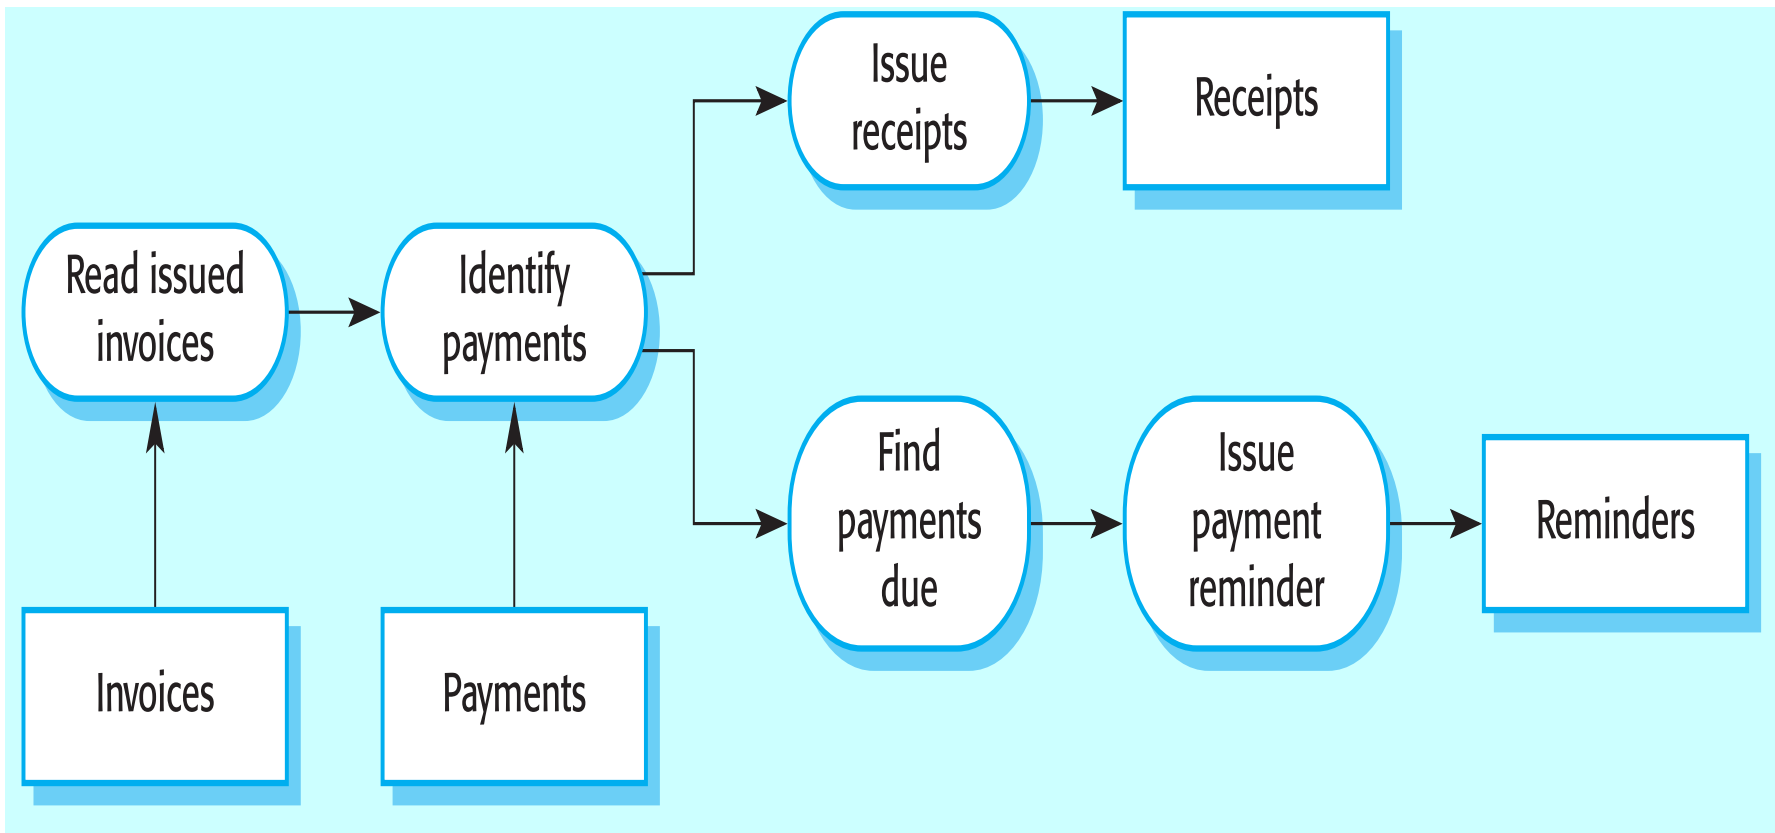 Issue
receipts
Receipts
Read issued
invoices
Identify
payments
Find
payments
due
Issue
payment
reminder
Reminders
Invoices
Payments